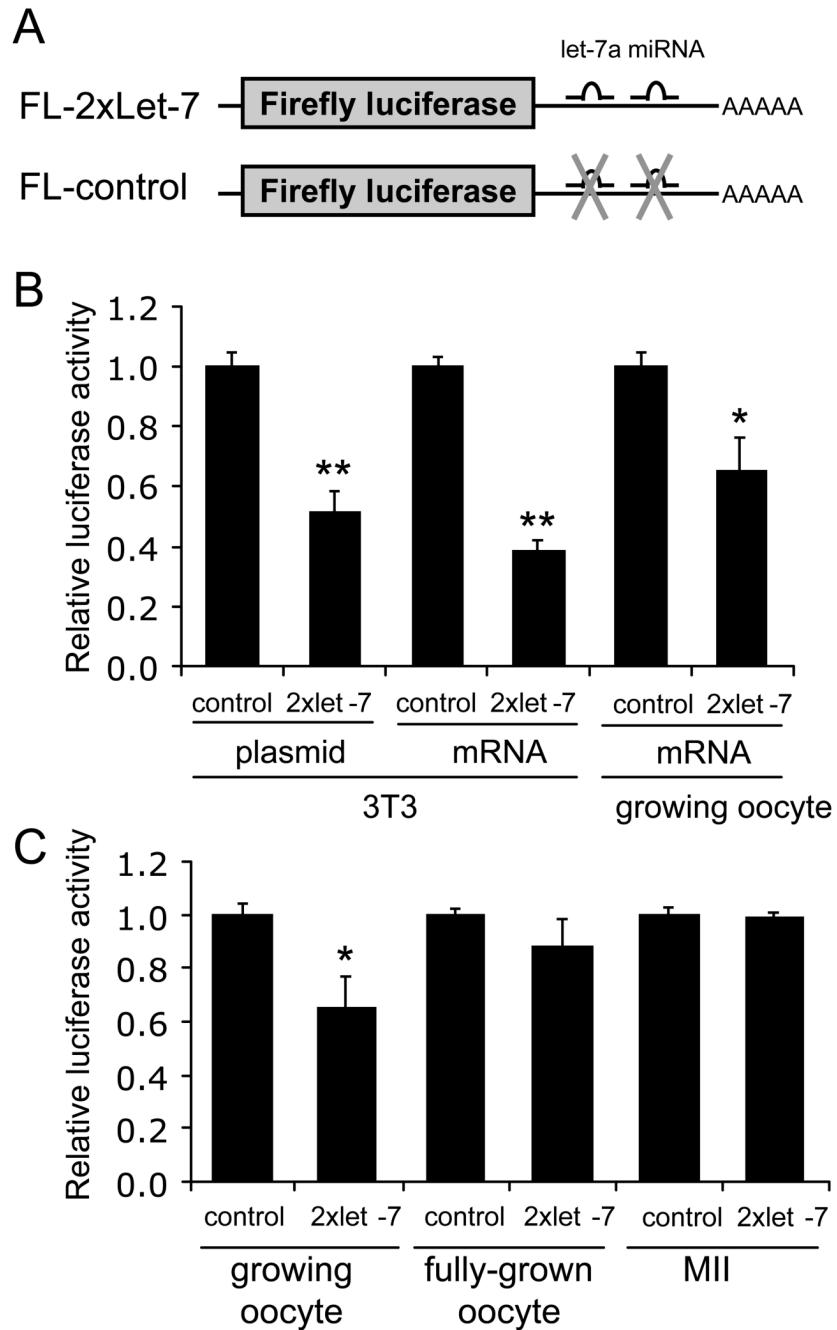 A
let-7a miRNA
FL-2xLet-7 Firefly luciferase AAAAA
FL-control Firefly luciferase AAAAA
B
Relative luciferase activity
1.2
1.0
0.8
0.6
0.4
0.2
0.0
** ** *
control 2xlet -7 control 2xlet -7 control 2xlet -7
plasmid mRNA mRNA
3T3 growing oocyte
C
Relative luciferase activity
1.2
1.0
0.8
0.6
0.4
0.2
0.0
*
control 2xlet -7 control 2xlet -7 control 2xlet -7
growing oocyte fully-grown oocyte MII